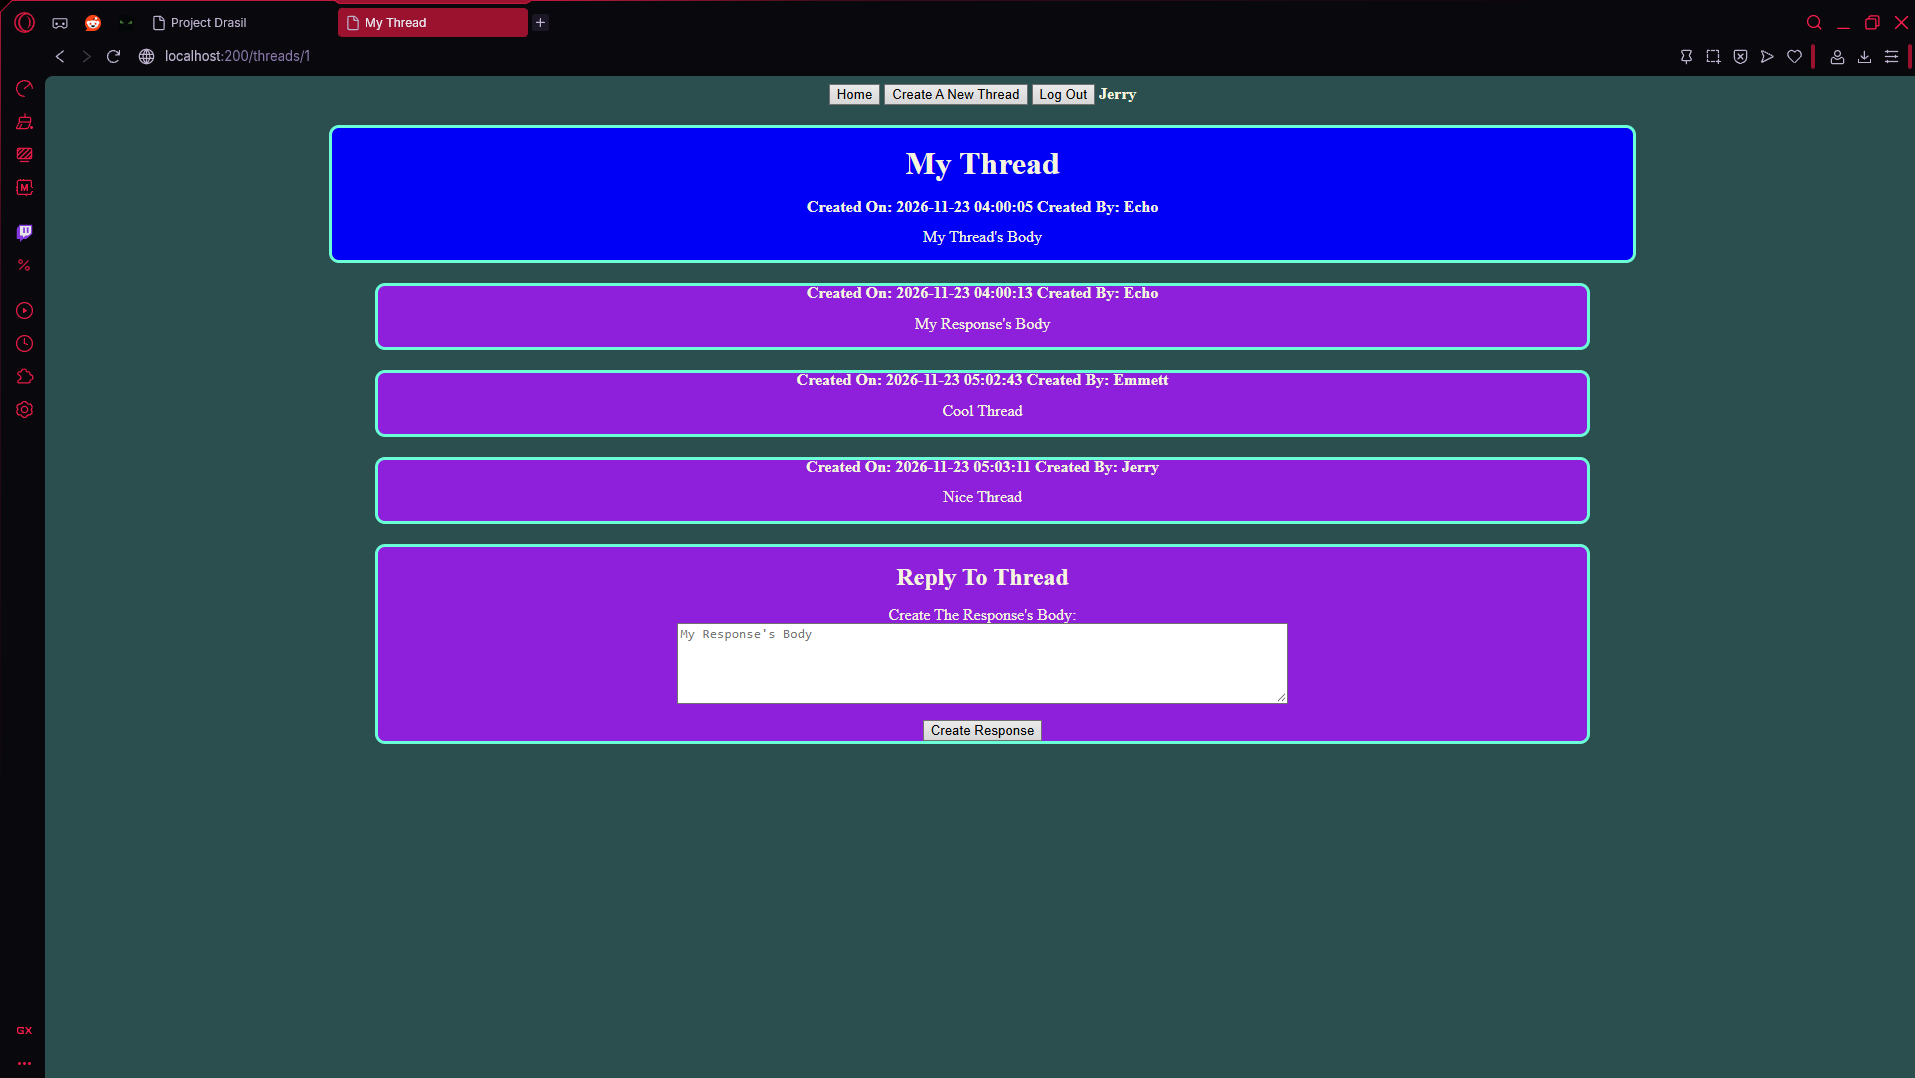 Project Drasil
My Thread
localhost:200/threads/1
Home Create A New Thread Log Out Jerry
My Thread
Created On: 2026-11-23 04:00:05 Created By: Echo
My Thread's Body
Created On: 2026-11-23 04:00:13 Created By: Echo
My Response's Body
Created On: 2026-11-23 05:02:43 Created By: Emmett
Cool Thread
Created On: 2026-11-23 05:03:11 Created By: Jerry
Nice Thread
Reply To Thread
Create The Response's Body:
My Response's Body
Create Response
GX